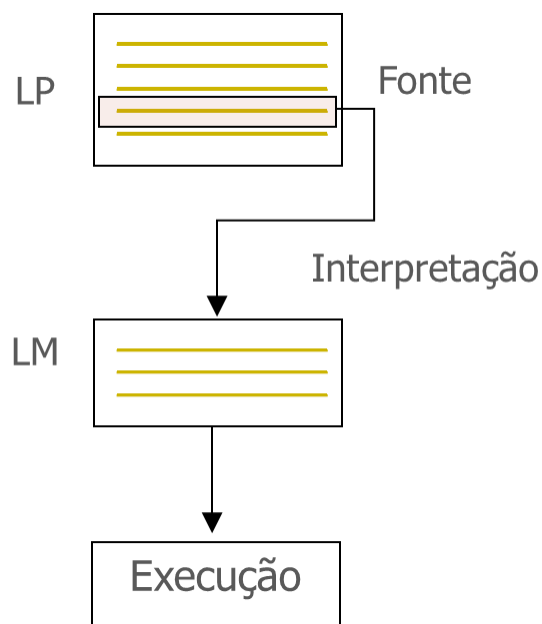 LP
Fonte
Interpretação
LM
Execução